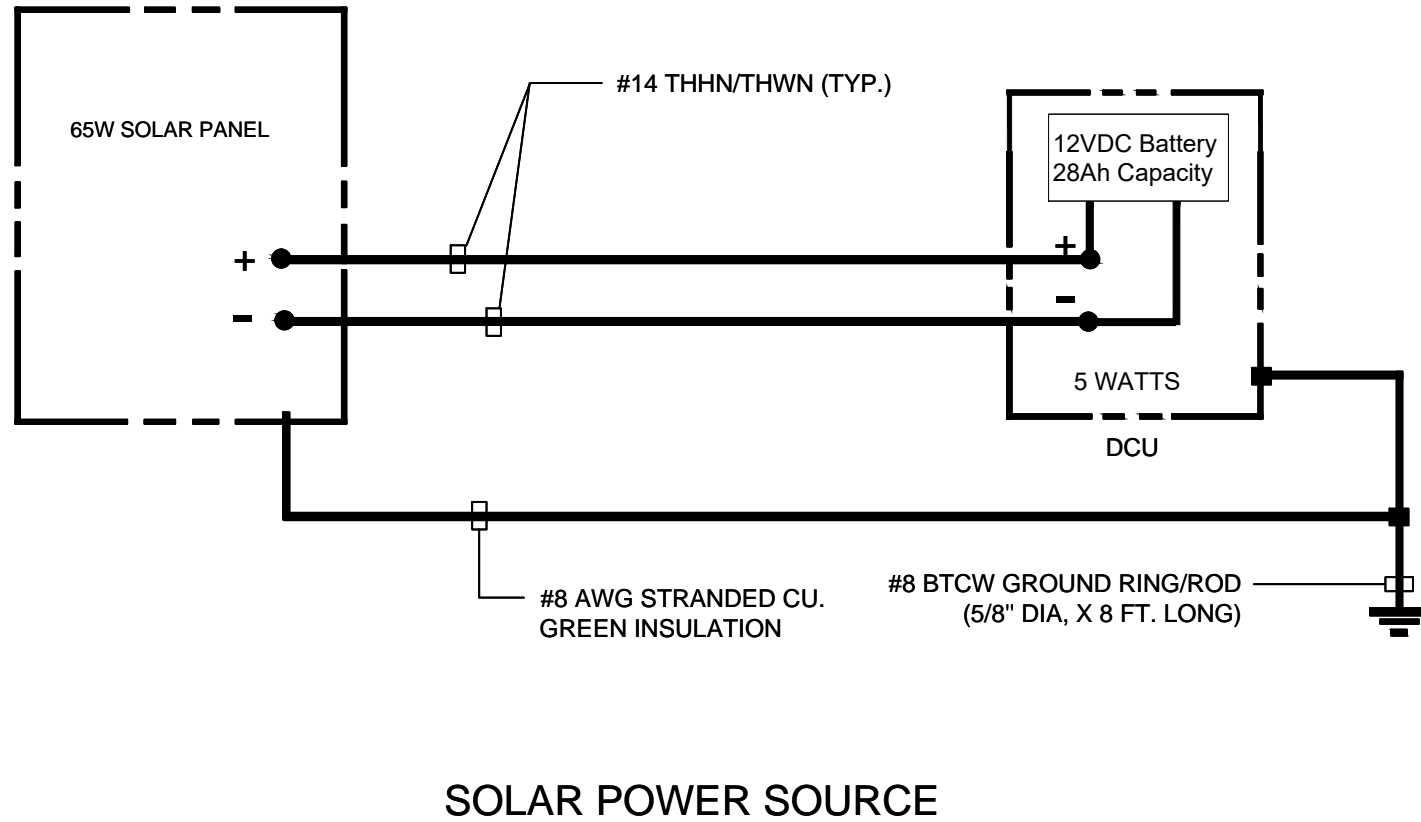 #14 THHN/THWN (TYP.)
65W SOLAR PANEL
12VDC Battery
28Ah Capacity
+
-
+
-
5 WATTS
DCU
#8 AWG STRANDED CU.
GREEN INSULATION
#8 BTCW GROUND RING/ROD
(5/8" DIA, X 8 FT. LONG)
SOLAR POWER SOURCE